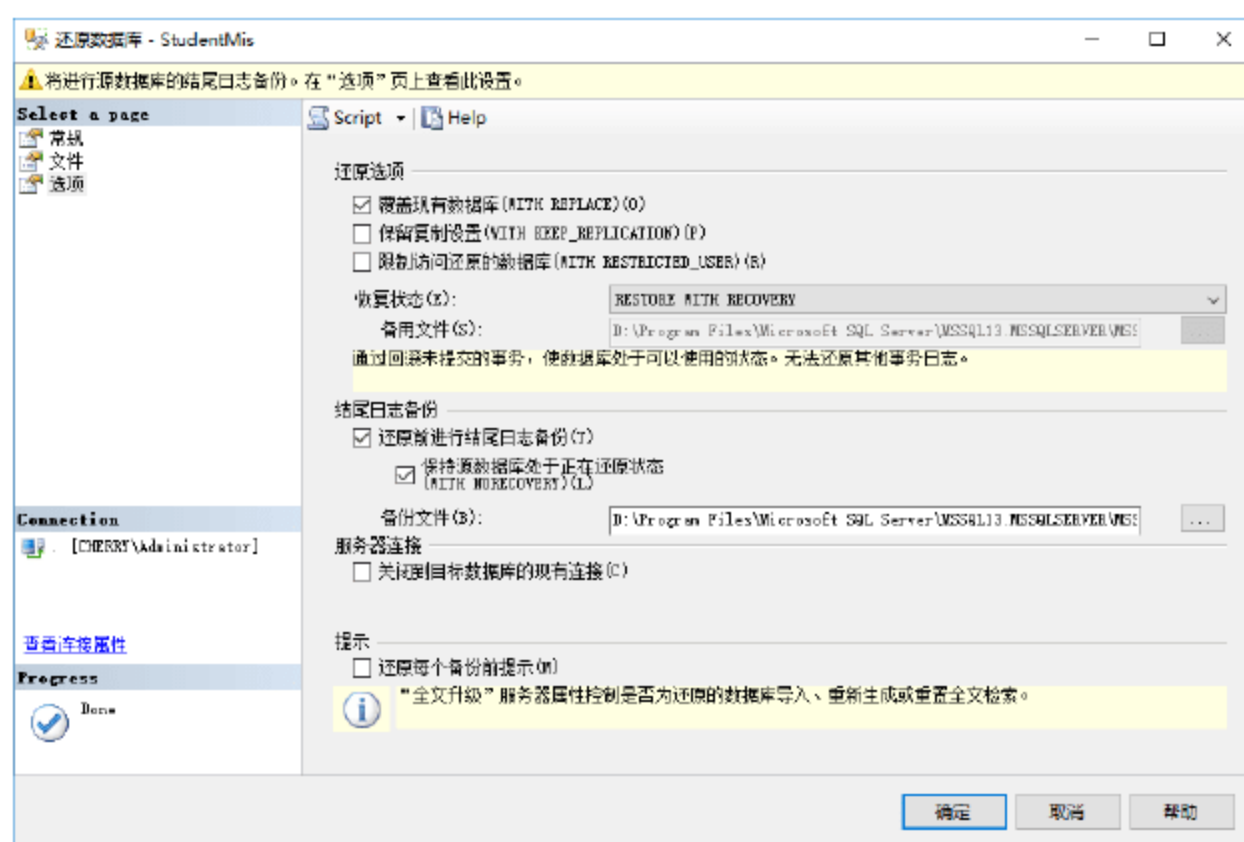 还原数据库 - StudentMis
将进行源数据库的结尾日志备份。在“选项”页上查看此设置。
Select a page
常规
文件
选项
Script
Help
还原选项
覆盖现有数据库(WITH REPLACE)(O)
保留复制设置(WITH KEEP_REPLICATION)(P)
限制访问还原的数据库(WITH RESTRICTED_USER)(R)
恢复状态(E):
RESTORE WITH RECOVERY
备用文件(S):
D:\Program Files\Microsoft SQL Server\MSSQL13.MSSQLSERVER\MSS
...
通过回滚未提交的事务，使数据库处于可以使用的状态。无法还原其他事务日志。
结尾日志备份
还原前进行结尾日志备份(T)
保持源数据库处于正在还原状态
(WITH NORECOVERY)(L)
备份文件(B):
D:\Program Files\Microsoft SQL Server\MSSQL13.MSSQLSERVER\MSS
...
服务器连接
关闭到目标数据库的现有连接(C)
Connection
. [CHERRY\Administrator]
查看连接属性
提示
还原每个备份前提示(M)
“全文升级”服务器属性控制是否为还原的数据库导入、重新生成或重置全文检索。
Progress
Done
确定
取消
帮助